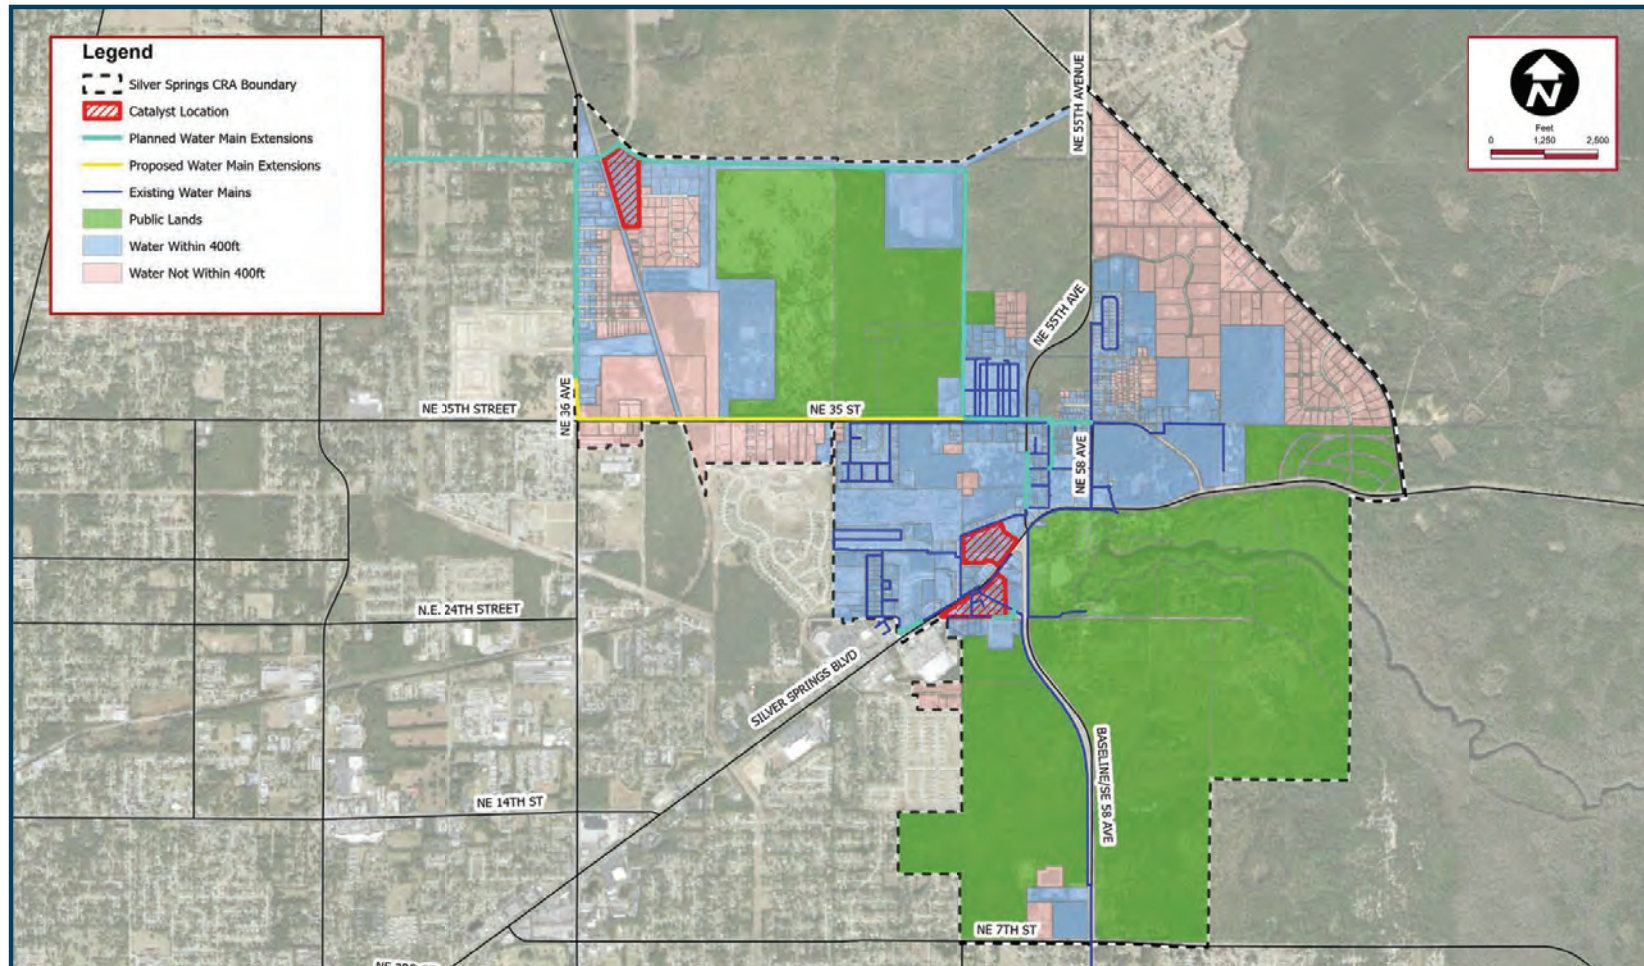 Legend
Silver Springs CRA Boundary
Catalyst Location
Planned Water Main Extensions
Proposed Water Main Extensions
Existing Water Mains
Public Lands
Water Within 400ft
Water Not Within 400ft
N
Feet
0 1,250 2,500
NE 55TH AVENUE
NE 55TH AVE
NE 36 AVE
NE 35TH STREET
NE 35 ST
NE 58 AVE
N.E. 24TH STREET
SILVER SPRINGS BLVD
BASELINE/SE 58 AVE
NE 14TH ST
NE 7TH ST